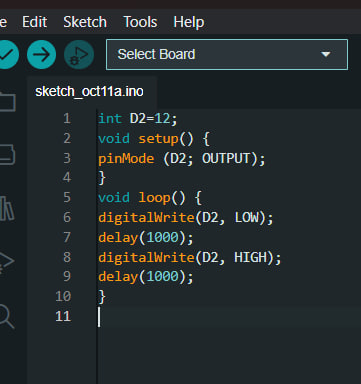 e Edit Sketch Tools Help
Select Board
sketch_oct11a.ino
1 int D2=12;
2 void setup() {
3 pinMode (D2; OUTPUT);
4 }
5 void loop() {
6 digitalWrite(D2, LOW);
7 delay(1000);
8 digitalWrite(D2, HIGH);
9 delay(1000);
10 }
11